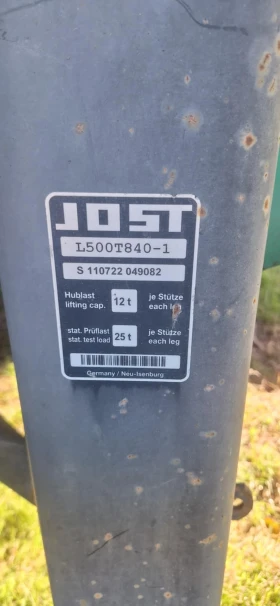 JOST
L500T840-1
S 110722 049082
Hublast
lifting cap.
12 t
je Stütze
each leg
stat. Prüflast
stat. test load
25 t
je Stütze
each leg
Germany / Neu-Isenburg